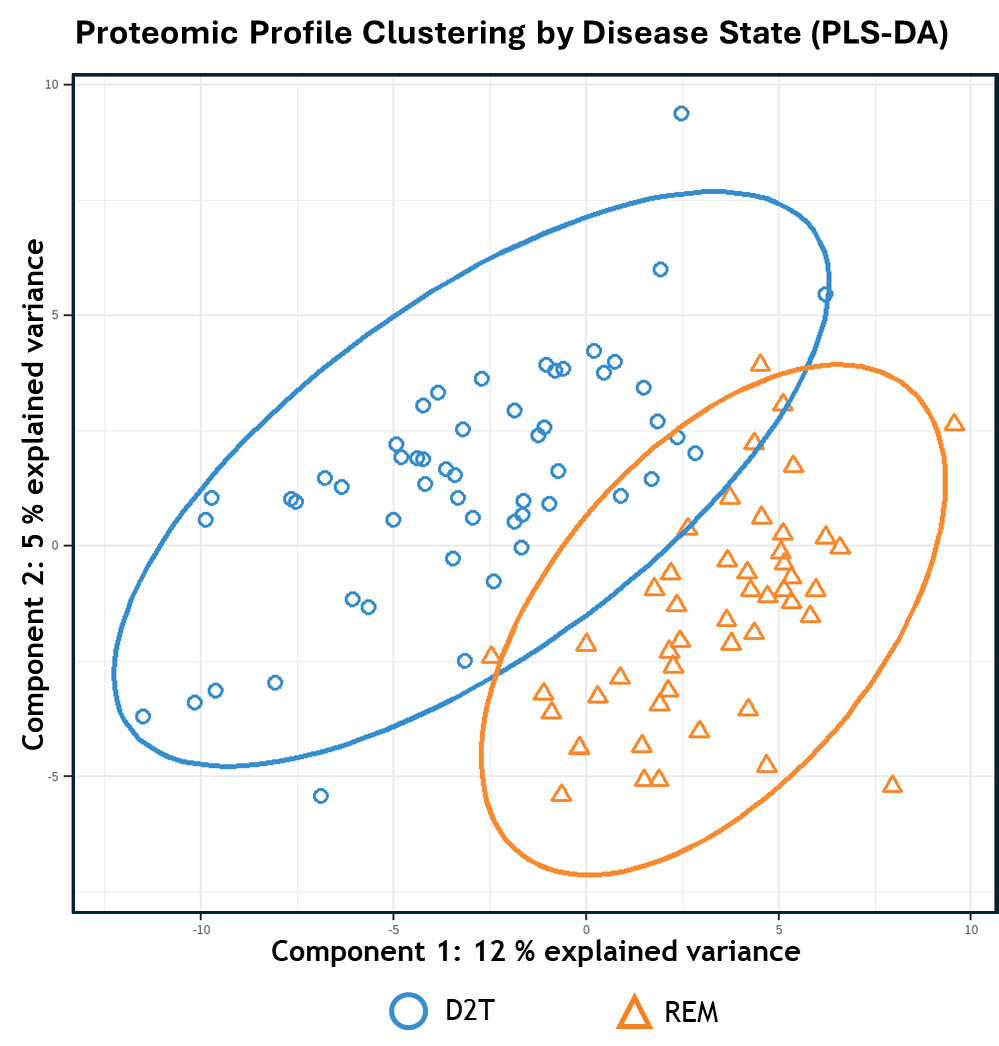 Proteomic Profile Clustering by Disease State (PLS-DA)
Component 2: 5 % explained variance
10
5
0
-5
-10
-5
0
5
10
Component 1: 12 % explained variance
D2T
REM